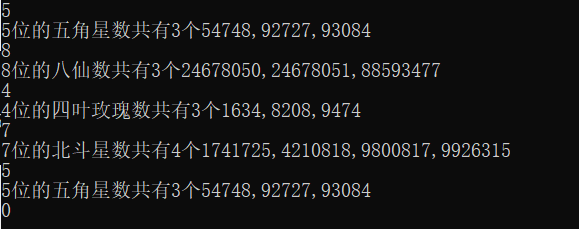 5
5位的五角星数共有3个54748,92727,93084
8
8位的八仙数共有3个24678050,24678051,88593477
4
4位的四叶玫瑰数共有3个1634,8208,9474
7
7位的北斗星数共有4个1741725,4210818,9800817,9926315
5
5位的五角星数共有3个54748,92727,93084
0